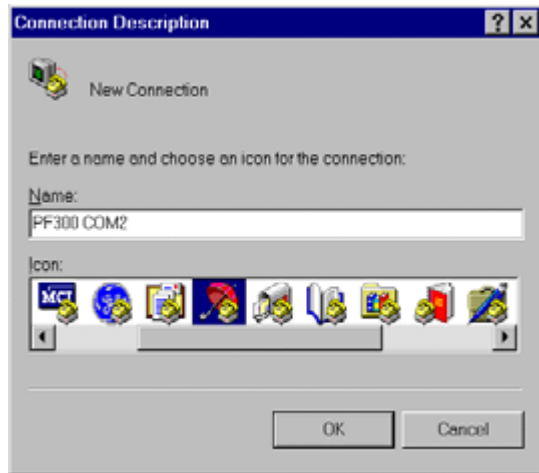 Connection Description
New Connection
Enter a name and choose an icon for the connection:
Name:
PF300 COM2
Icon:
MCI
OK Cancel